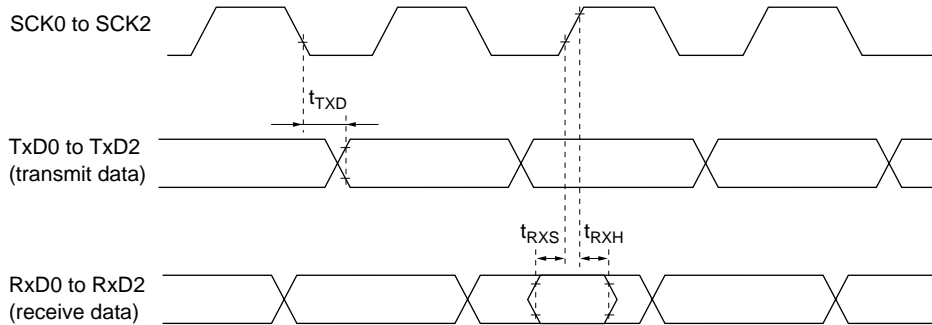 SCK0 to SCK2
tTXD
TxD0 to TxD2
(transmit data)
tRXS
tRXH
RxD0 to RxD2
(receive data)